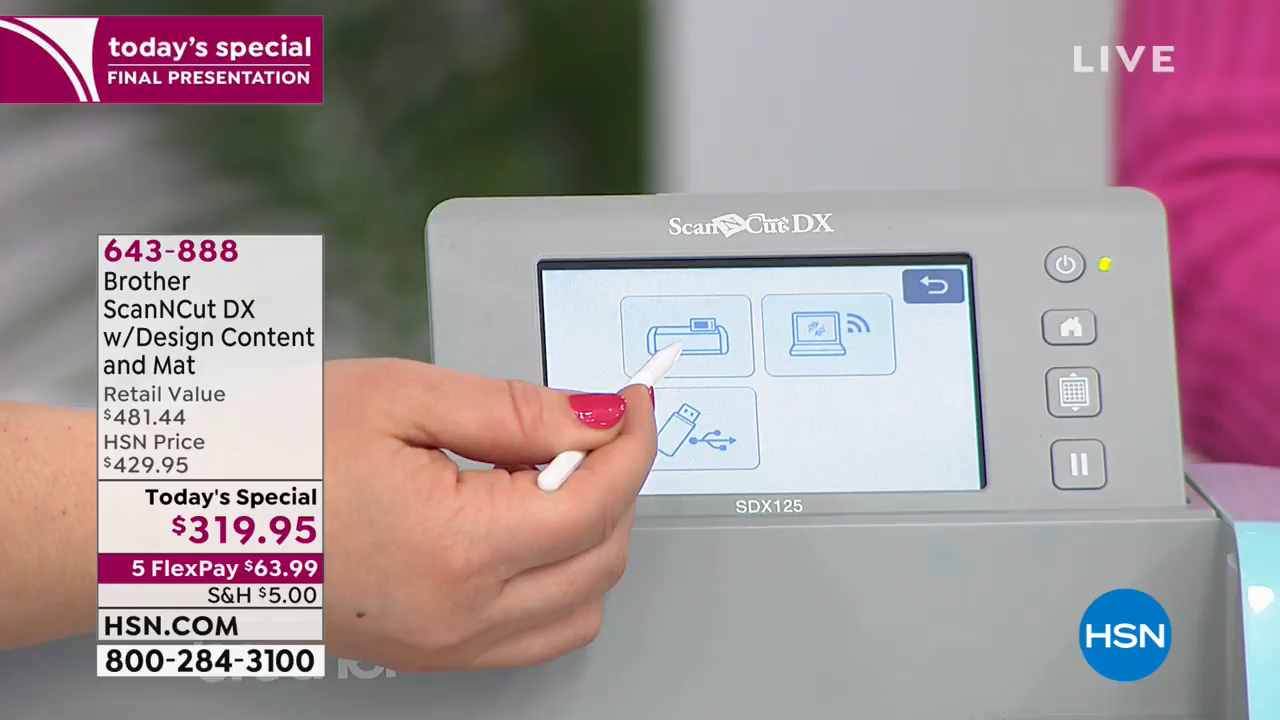 today's special
FINAL PRESENTATION
LIVE
643-888
Brother
ScanNCut DX
w/Design Content
and Mat
Retail Value
$481.44
HSN Price
$429.95
Today's Special
$319.95
5 FlexPay $63.99
S&H $5.00
HSN.COM
800-284-3100
ScanNCut DX
SDX125
HSN